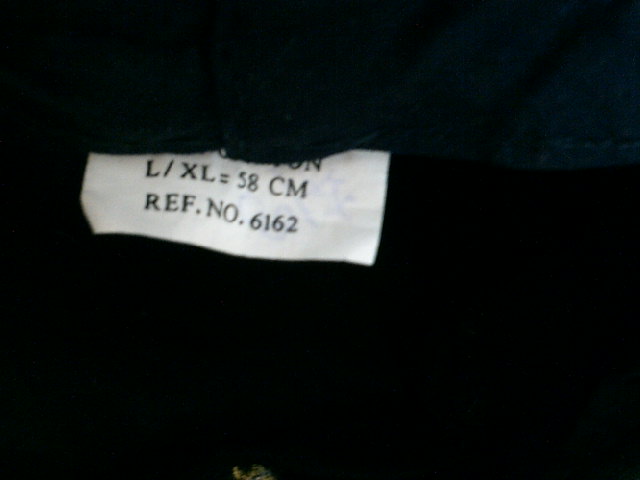 L/XL=58 CM
REF.NO. 6162